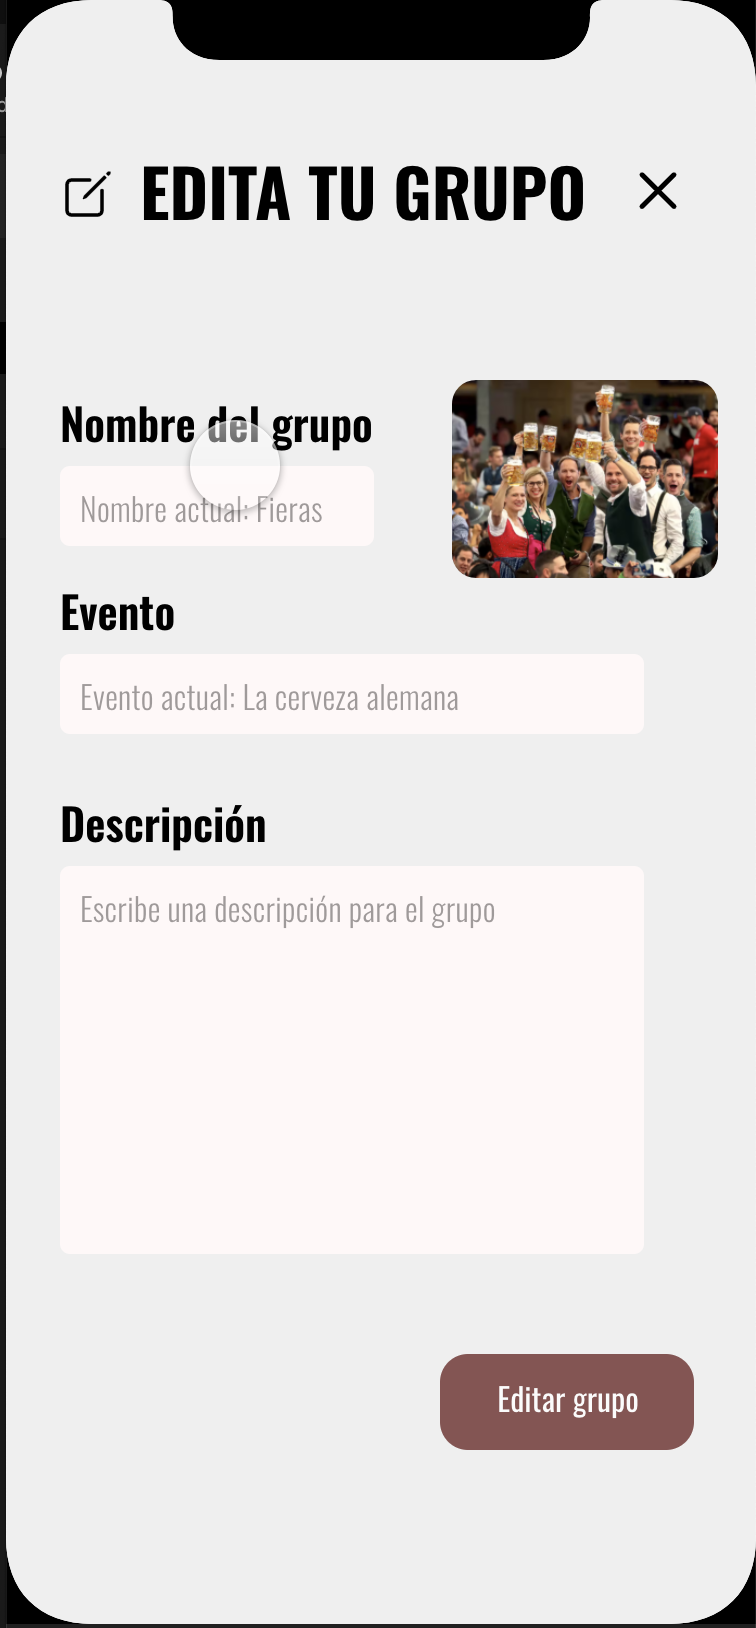 EDITA TU GRUPO
Nombre del grupo
Nombre actual: Fieras
Evento
Evento actual: La cerveza alemana
Descripción
Escribe una descripción para el grupo
Editar grupo